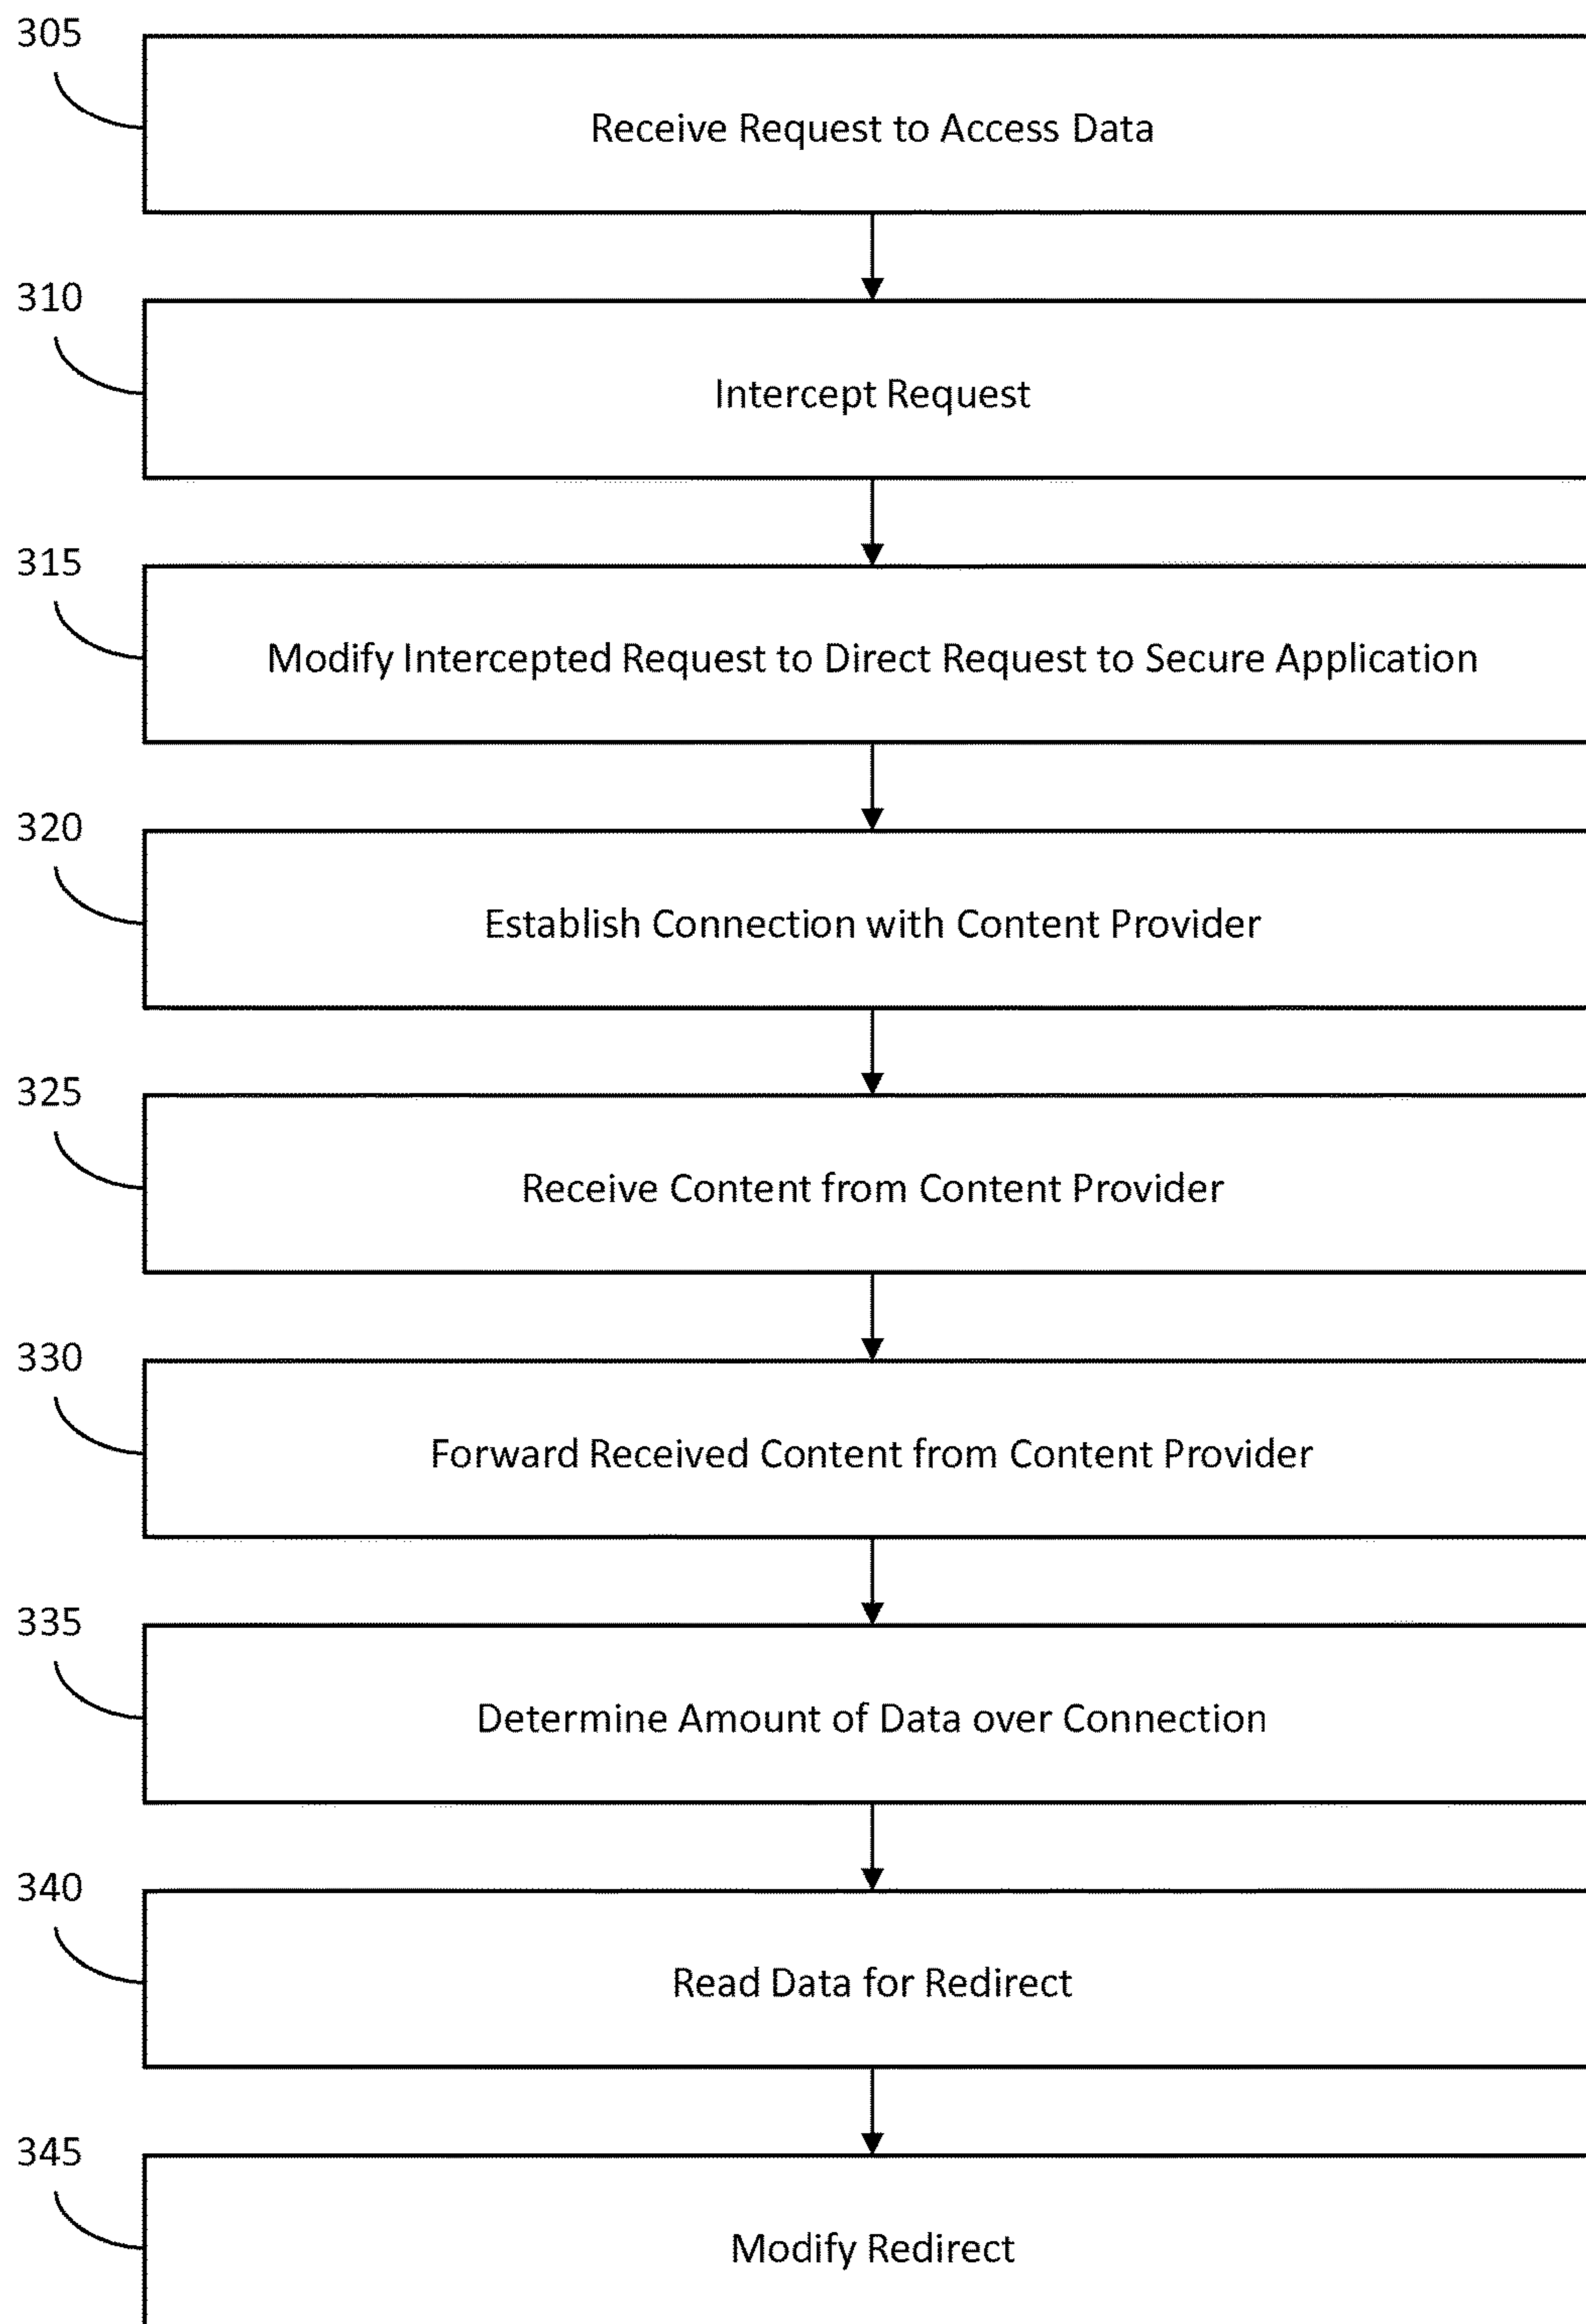 305
Receive Request to Access Data
310
Intercept Request
315
Modify Intercepted Request to Direct Request to Secure Application
320
Establish Connection with Content Provider
325
Receive Content from Content Provider
330
Forward Received Content from Content Provider
335
Determine Amount of Data over Connection
340
Read Data for Redirect
345
Modify Redirect